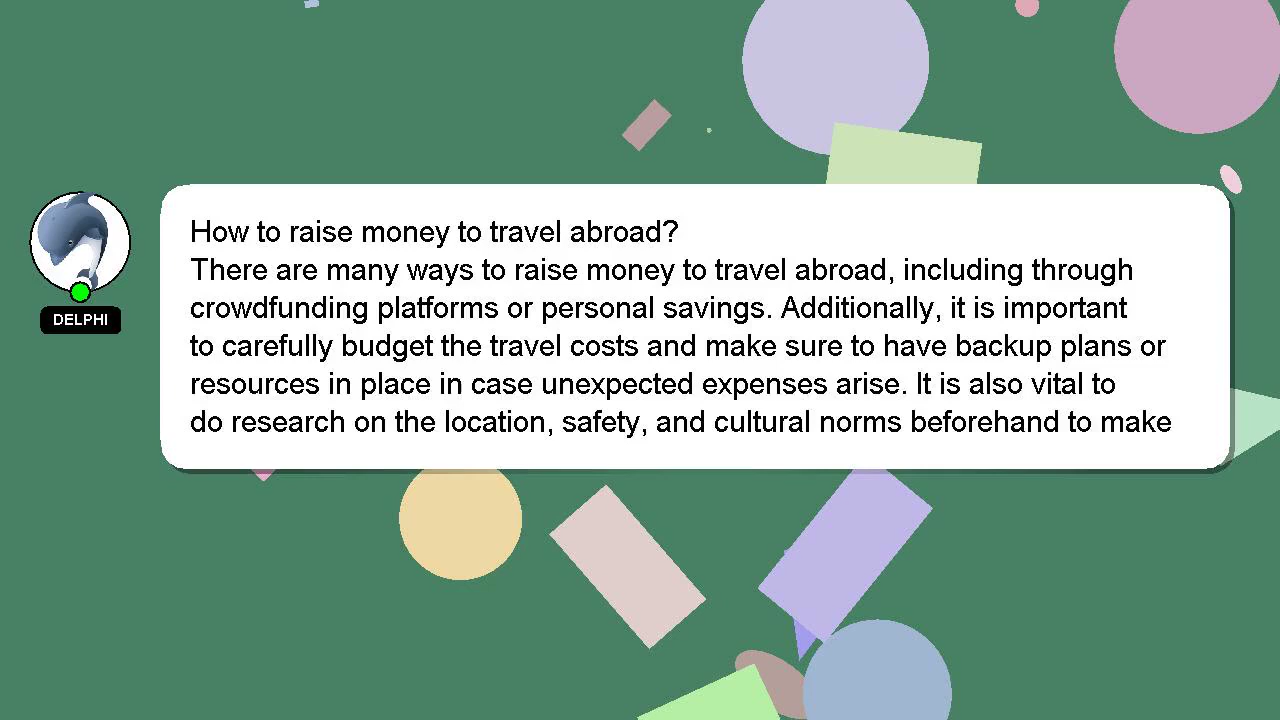 How to raise money to travel abroad?
There are many ways to raise money to travel abroad, including through
crowdfunding platforms or personal savings. Additionally, it is important
to carefully budget the travel costs and make sure to have backup plans or
resources in place in case unexpected expenses arise. It is also vital to
do research on the location, safety, and cultural norms beforehand to make
DELPHI